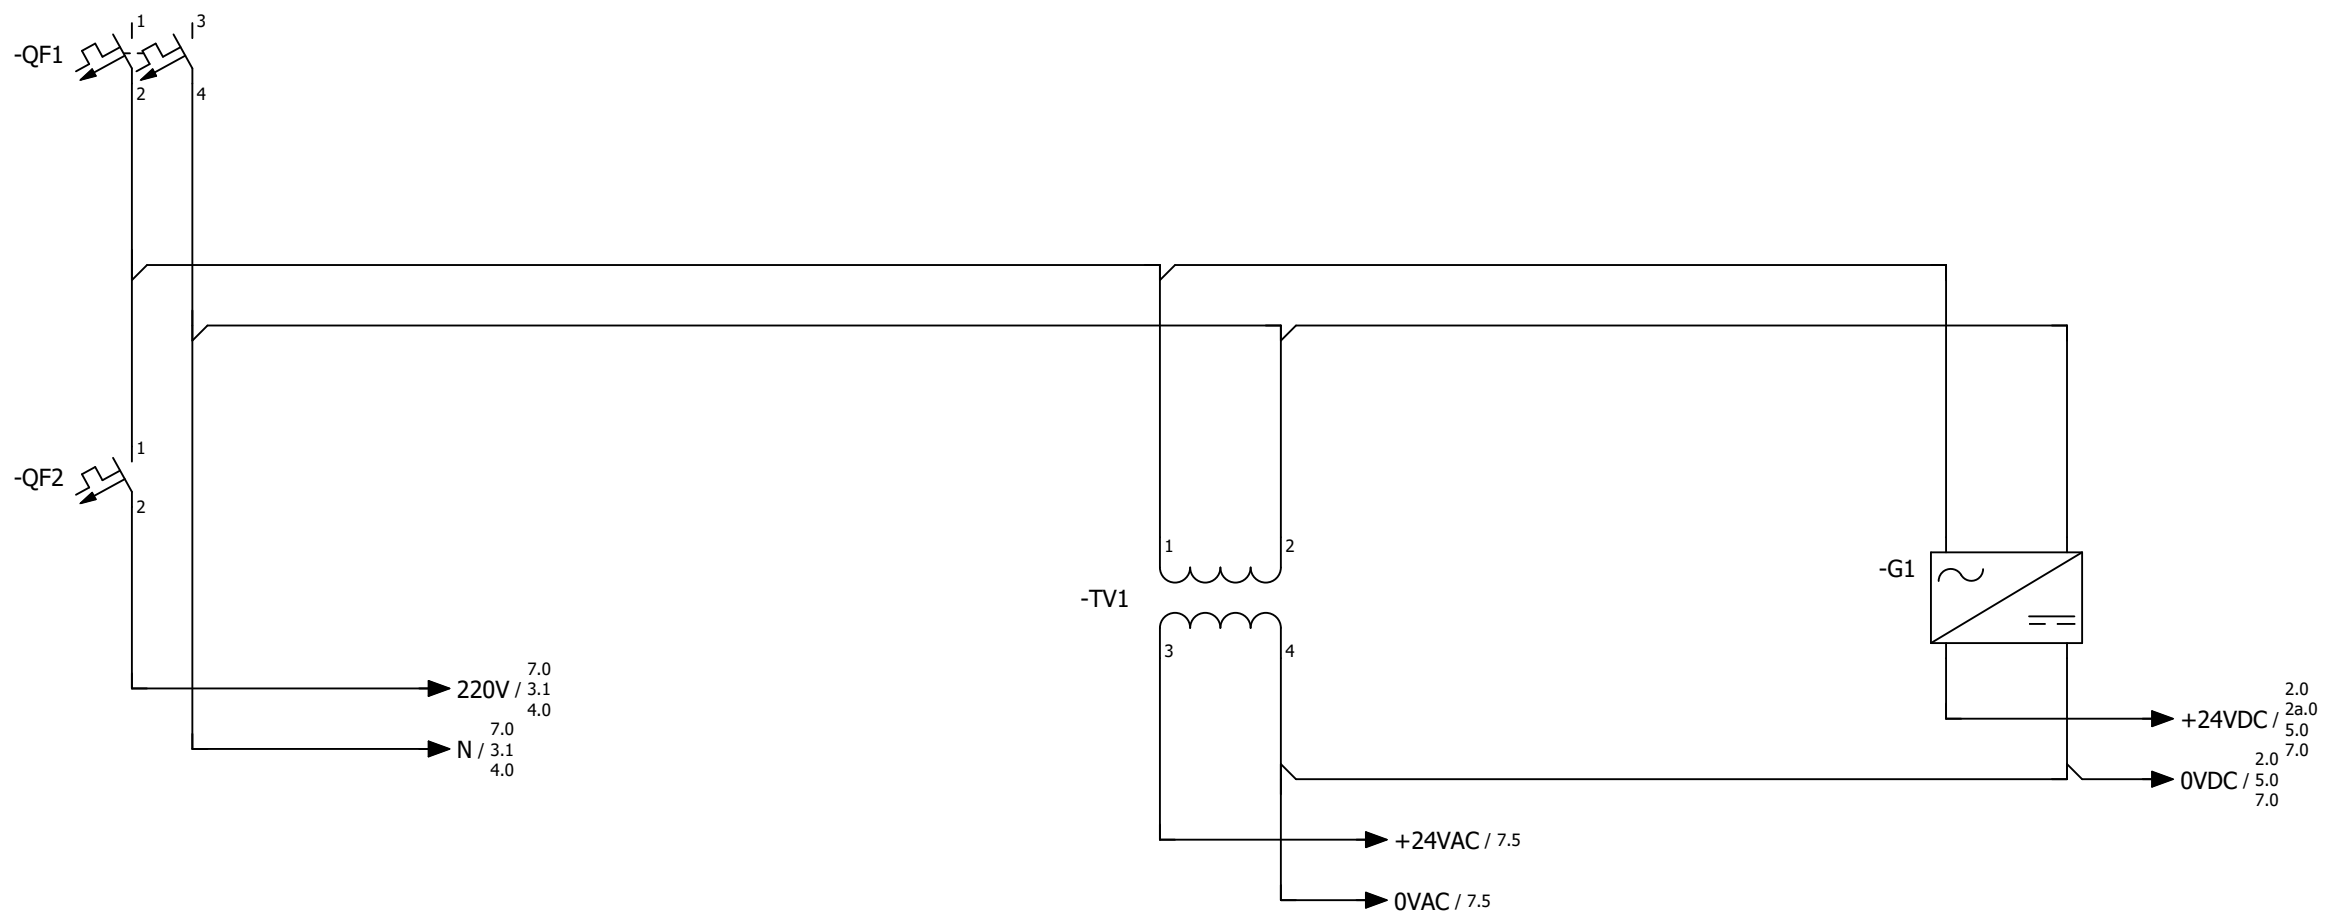 1 3
-QF1
2 4
1
-QF2
2
1 2
-G1
-TV1
3 4
7.0
220V / 3.1
4.0
7.0
N / 3.1
4.0
2.0
+24VDC / 2a.0
5.0
7.0
2.0
0VDC / 5.0
7.0
+24VAC / 7.5
0VAC / 7.5